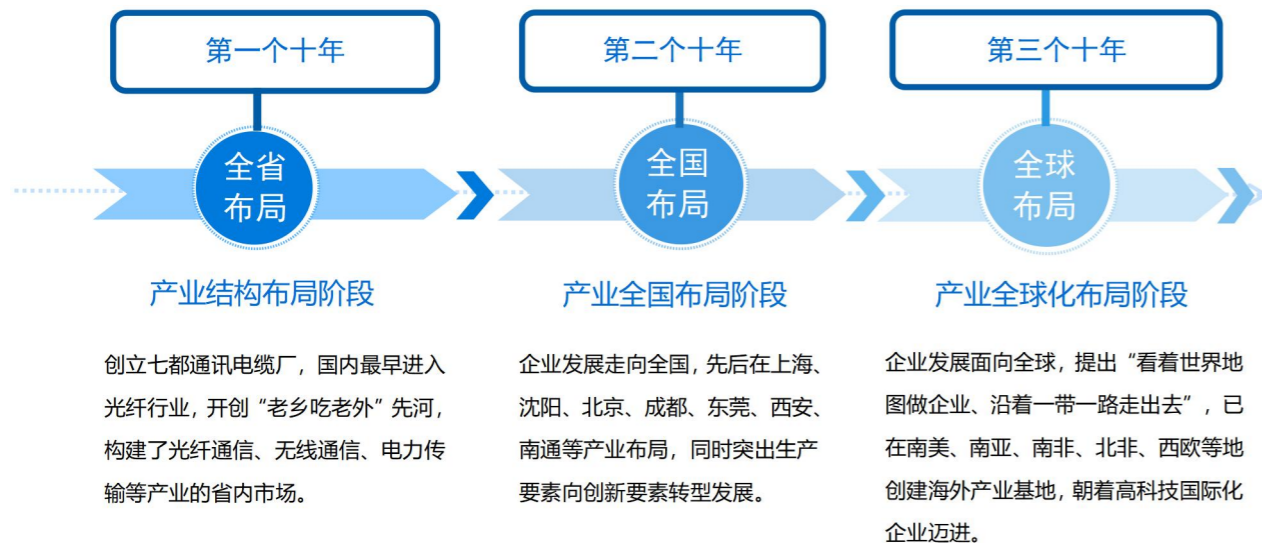 第一个十年
全省
布局
产业结构布局阶段
创立七都通讯电缆厂，国内最早进入
光纤行业，开创“老乡吃老外”先河，
构建了光纤通信、无线通信、电力传
输等产业的省内市场。
第二个十年
全国
布局
产业全国布局阶段
企业发展走向全国，先后在上海、
沈阳、北京、成都、东莞、西安、
南通等产业布局，同时突出生产
要素向创新要素转型发展。
第三个十年
全球
布局
产业全球化布局阶段
企业发展面向全球，提出“看着世界地
图做企业、沿着一带一路走出去”，已
在南美、南亚、南非、北非、西欧等地
创建海外产业基地，朝着高科技国际化
企业迈进。